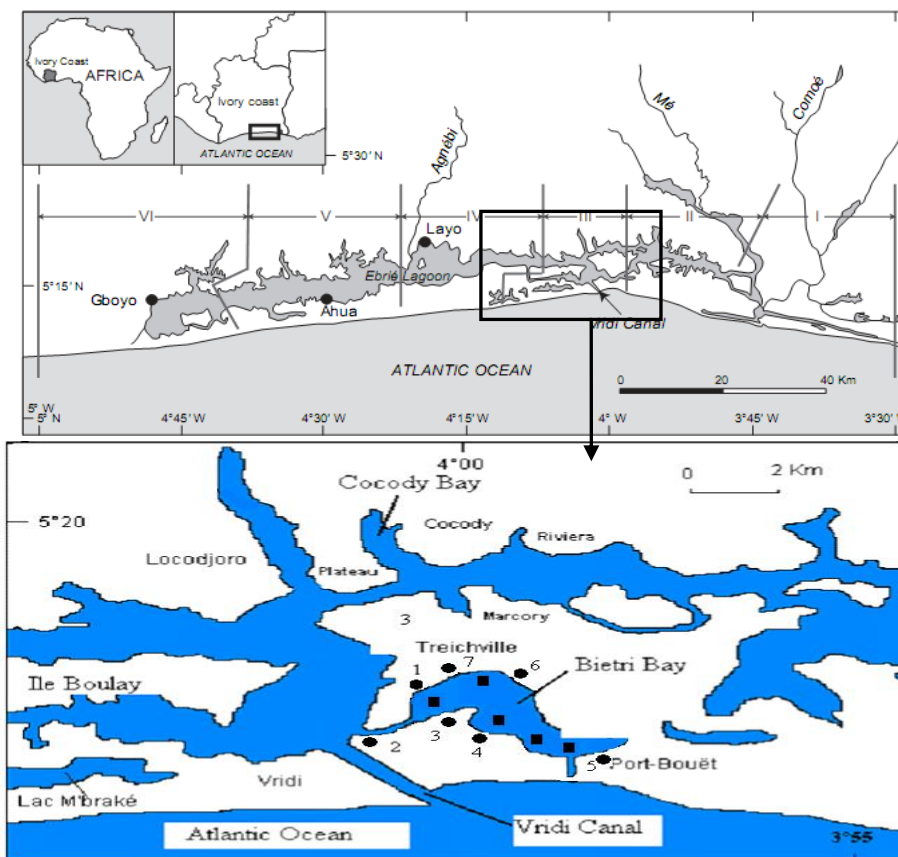 Ivory Coast
AFRICA
Ivory coast
ATLANTIC OCEAN
5°30' N
Agnébi
Mé
Comoé
VI
V
IV
III
II
I
Layo
Ebrié Lagoon
5°15' N
Gboyo
Ahua
Vridi Canal
ATLANTIC OCEAN
0
20
40 Km
5° W
5° N
4°45' W
4°30' W
4°15' W
4° W
3°45' W
3°30' W
4°00
0
2 Km
Cocody Bay
5°20
Cocody
Riviera
Locodjoro
Plateau
3
Marcory
Treichville
1
7
6
Bietri Bay
Ile Boulay
3
2
4
5
Port-Bouët
Vridi
Lac M'braké
Atlantic Ocean
Vridi Canal
3°55